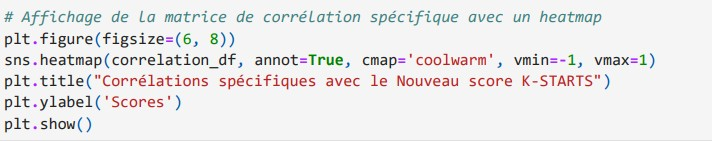 # Affichage de la matrice de corrélation spécifique avec un heatmap
plt.figure(figsize=(6, 8))
sns.heatmap(correlation_df, annot=True, cmap='coolwarm', vmin=-1, vmax=1)
plt.title("Corrélations spécifiques avec le Nouveau score K-STARTS")
plt.ylabel('Scores')
plt.show()